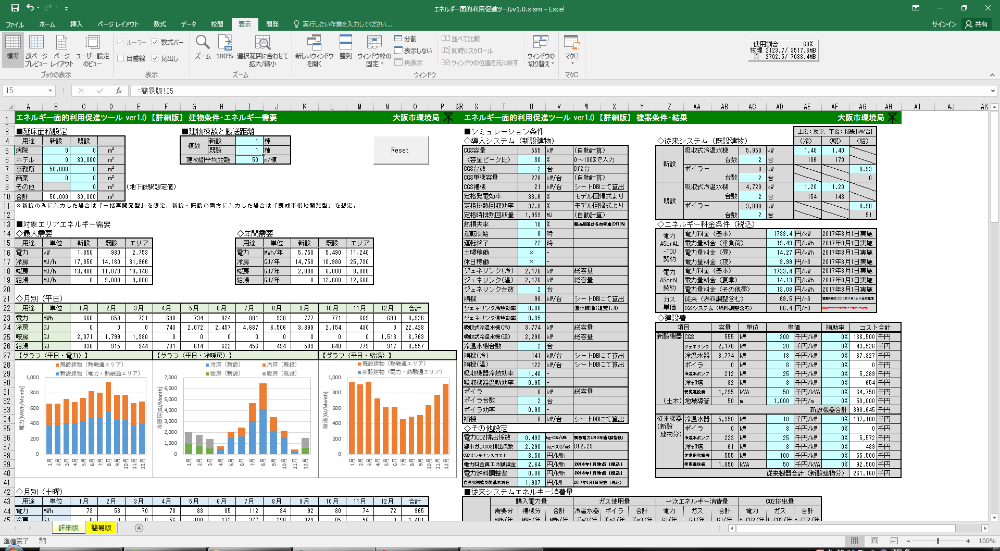 エネルギー面的利用促進ツールv1.0.xlsm - Excel
ファイル ホーム 挿入 ページ レイアウト 数式 データ 校閲 表示 開発 実行したい作業を入力してください... サインイン 共有
標準 改ページ プレビュー ページ レイアウト ユーザー設定 のビュー
ルーラー 数式バー
目盛線 見出し
ズーム 100% 選択範囲に合わせて 拡大/縮小
新しいウィンドウ を開く 整列 ウィンドウ枠の 固定
分割
表示しない
再表示
並べて比較
同時にスクロール
ウィンドウの位置を元に戻す
ウィンドウの 切り替え マクロ
ブックの表示 表示 ズーム ウィンドウ マクロ
使用割合 60%
物理 2123.7/ 3517.6MB
頁 2702.5/ 7033.4MB
I5 fx =簡易版!I5
A B C D E F G H I J K L M N O P QR S T U V W X Y Z AA AB AC AD AE AF AG AH AI AJ AK
エネルギー面的利用促進ツール ver1.0 【詳細版】 建物条件・エネルギー需要 大阪市環境局
■延床面積設定
用途 新設 既設
病院 0 0 m²
ホテル 0 30,000 m²
事務所 50,000 0 m²
商業 0 0 m²
その他 0 m² (地下鉄駅想定値)
合計 50,000 30,000 m²
■建物棟数と搬送距離
棟数 新設 1 棟
既設 1 棟
建物間平均距離 50 m/棟
Reset
※新設のみに入力した場合は「一括再開発型」を想定。新設・既設の両方に入力した場合は「既成市街地開発型」を想定。
■対象エリアエネルギー需要
◇最大需要
用途 単位 新設 既設 エリア
電力 kW 1,850 930 2,753
冷房 MJ/h 17,850 14,160 31,966
暖房 MJ/h 13,400 11,070 19,148
給湯 MJ/h 0 9,000 9,000
◇年間需要
用途 単位 新設 既設 エリア
電力 MWh/年 5,750 5,490 11,240
冷房 GJ/年 14,750 10,980 25,730
暖房 GJ/年 2,800 6,000 8,800
給湯 GJ/年 0 12,600 12,600
◇月別（平日）
用途 単位 1月 2月 3月 4月 5月 6月 7月 8月 9月 10月 11月 12月 合計
電力 MWh 660 659 721 680 734 824 801 938 777 771 669 690 8,926
冷房 GJ 0 0 0 743 2,072 2,457 4,667 6,506 3,399 2,154 430 0 22,428
暖房 GJ 2,071 1,799 1,380 0 0 0 0 0 0 0 0 1,513 6,763
給湯 GJ 936 915 944 731 614 622 456 494 509 640 779 917 8,557
【グラフ（平日・電力）】
既設建物（熱融通エリア）
新設建物（電力・熱融通エリア）
電力[MWh/Month]
1,000
800
600
400
200
0
1月 2月 3月 4月 5月 6月 7月 8月 9月 10月 11月 12月
【グラフ（平日・冷暖房）】
冷房（新設） 冷房（既設）
暖房（新設） 暖房（既設）
冷暖房[GJ/Month]
7,000
6,000
5,000
4,000
3,000
2,000
1,000
0
1月 2月 3月 4月 5月 6月 7月 8月 9月 10月 11月 12月
【グラフ（平日・給湯）】
既設建物（熱融通エリア）
新設建物（電力・熱融通エリア）
給湯[GJ/Month]
1,000
800
600
400
200
0
1月 2月 3月 4月 5月 6月 7月 8月 9月 10月 11月 12月
◇月別（土曜）
用途 単位 1月 2月 3月 4月 5月 6月 7月 8月 9月 10月 11月 12月 合計
電力 MWh 73 53 70 78 83 85 112 94 92 80 74 72 965
冷房 GJ 0 0 0 56 108 172 377 298 329 85 56 0 1,481
エネルギー面的利用促進ツール ver1.0 【詳細版】 機器条件・結果 大阪市環境局
■シミュレーション条件
◇導入システム（新設建物）
CGS容量 555 kW (自動計算)
（容量ピーク比） 30 % 0～100%で入力
CGS台数 2 台 Df2台
CGS単機容量 278 kW/台 (自動計算)
CGS補機 21 kW/台 シートDBにて算出
定格発電効率 38.6 % モデル回帰式より
定格排熱回収効率 37.8 % モデル回帰式より
定格時排熱回収量 1,959 MJ (自動計算)
熱損失率 10 % 搬送距離は各自考慮(Df10%)
運転開始 8 時
運転終了 22 時
土曜稼働 × -
休日稼働 × -
ジェネリンク(冷) 2,176 kW 総容量
ジェネリンク(温) 2,176 kW 総容量
ジェネリンク台数 2 台
補機 98 kW/台 シートDBにて算出
ジェネリンク冷熱効率 0.80 - 温水稼働(追焚1.4)
ジェネリンク温熱効率 0.95 -
吸収式冷温水機(冷) 3,774 kW 総容量
吸収式冷温水機(温) 2,290 kW 総容量
冷温水機台数 2 台
補機(冷) 141 kW/台 シートDBにて算出
補機(温) 122 kW/台 シートDBにて算出
吸収機器冷熱効率 1.40 -
吸収機器温熱効率 0.95 -
ボイラ 0 kW 総容量
ボイラ台数 2 台
ボイラ効率 0.93 -
補機 0 kW/台 シートDBにて算出
◇その他設定
電力CO2排出係数 0.493 kg-CO2/kWh 関西電力2016年値(調整後)
都市ガスCO2排出係数 2.290 kg-CO2/m3 Df2.29
CGSメンテナンスコスト 3.50 円/kWh
電力料金再エネ賦課金 2.64 円/kWh 2018年1月時点（税込）
電力燃料調整費 0.08 円/kWh 2018年1月時点（税込）
自家発補給契約基本料金 1,907 円/kW 2017年8月1日実施（税込）
◇従来システム（既設建物）
上段：効率、下段：補機[kW/台]
（冷） （暖） （給）
新設 吸収式冷温水機 5,950 kW 1.40 1.40
台数 2 台 186 170
ボイラー 0 kW 0.93
台数 2 台 0
既設 吸収式冷温水機 4,720 kW 1.20 1.20
台数 2 台 154 143
ボイラー 3,000 kW 0.90
台数 2 台 51
◇エネルギー料金条件（税込）
電力 ASorAL -TOU 契約 電力料金（基本） 1733.4 円/kW 2017年8月1日実施
電力量料金（重負荷） 19.49 円/kWh 2017年8月1日実施
電力量料金（昼） 14.27 円/kWh 2017年8月1日実施
電力量料金（夜） 9.99 円/m3 2017年8月1日実施
電力 ASorAL 契約 電力料金（基本） 1733.4 円/kW 2017年8月1日実施
電力量料金（夏季） 14.13 円/kWh 2017年8月1日実施
電力量料金（その他季） 13.08 円/kWh 2017年8月1日実施
ガス 単価 従来（燃料調整含む） 69.5 円/m3
CGSシステム（燃料調整含む） 66.4 円/m3
◇建設費
項目 容量 単位 単価 補助率 コスト合計
新設機器 CGS 555 kW 300 千円/kW 0% 166,500 千円
ジェネリンク 2,176 kW 20 千円/kW 0% 43,526 千円
冷温水器 3,774 kW 18 千円/kW 0% 67,927 千円
ボイラ 0 kW 8 千円/kW 0% 0 千円
冷温水ポンプ 212 kW 25 千円/kW 0% 5,289 千円
冷却塔 82 kW 8 千円/kW 0% 654 千円
受変電設備 1,295 kVA 50 千円/kVA 0% 64,750 千円
（土木） 地域導管 50 m 1,000 千円/m 0% 50,000 千円
新設機器合計 398,645 千円
従来機器 （新設 建物分） 冷温水器 5,950 kW 18 千円/kW 0% 107,100 千円
ボイラ 0 kW 8 千円/kW 0% 0 千円
冷温水ポンプ 223 kW 25 千円/kW 0% 5,572 千円
冷却塔 61 kW 8 千円/kW 0% 489 千円
非常用発電機 555 kW 100 千円/kW 0% 55,500 千円
受変電設備 1,850 kVA 50 千円/kVA 0% 92,500 千円
従来機器合計（新設建物分） 261,160 千円
■従来システムエネルギー消費量
購入電力量 ガス使用量 一次エネルギー消費量 CO2排出量
需要分 補機分 合計 冷温水器 ボイラ 合計 電力 ガス 合計 電力 ガス 合計
MWh/年 MWh/年 MWh/年 千m3/年 千m3/年 千m3/年 GJ/年 GJ/年 GJ/年 t-CO2/年 t-CO2/年 t-CO2/年
詳細版 簡易版
準備完了 100%